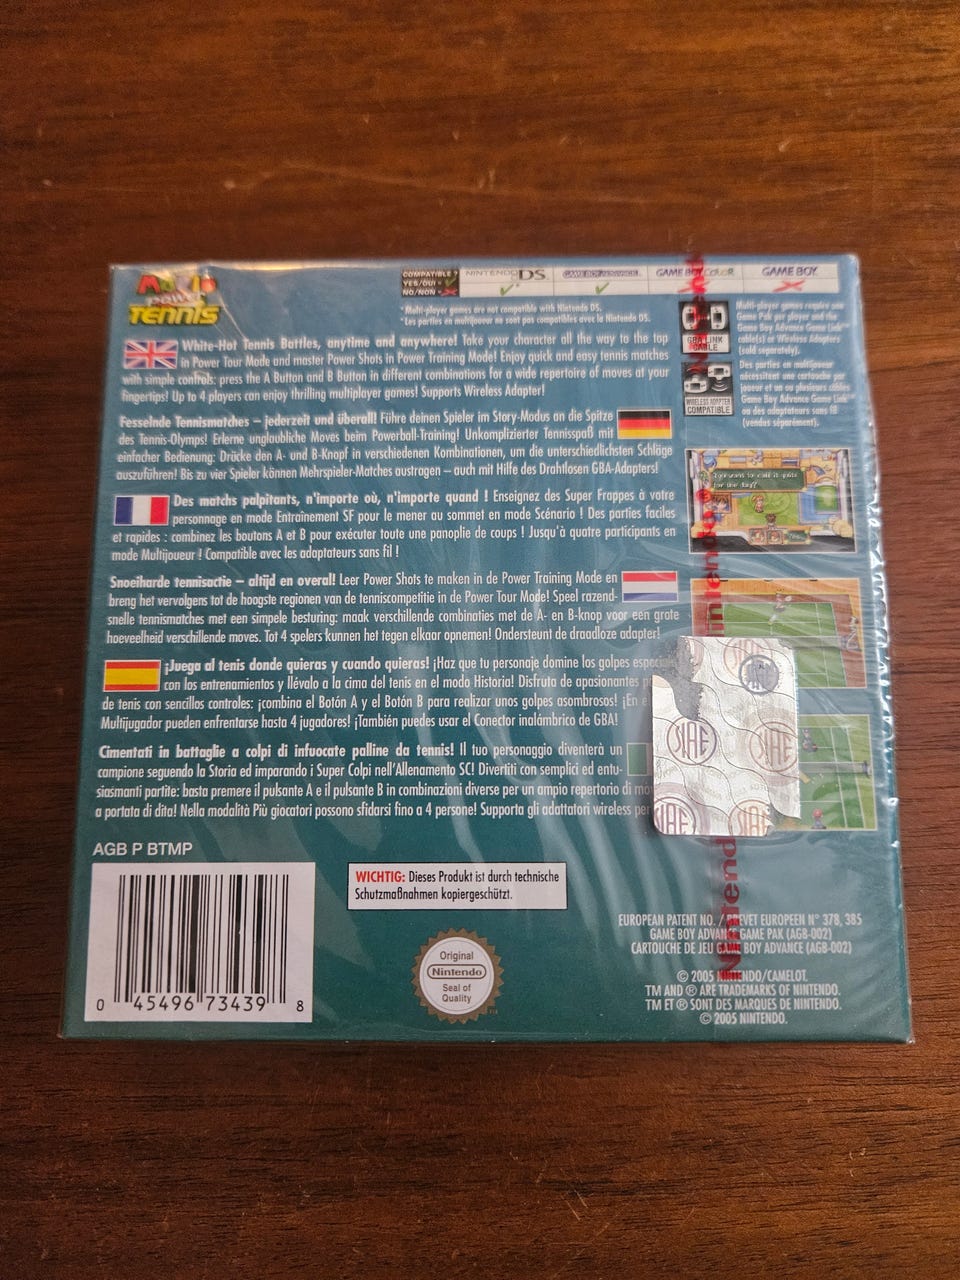 Mario
power
TENNIS
COMPATIBLE ?
YES/OUI =
NO/NON =
NINTENDO DS
GAME BOY ADVANCE
GAME BOY COLOR
GAME BOY
*Multi-player games are not compatible with Nintendo DS.
*Les parties en multijoueur ne sont pas compatibles avec le Nintendo DS.
White-Hot Tennis Battles, anytime and anywhere! Take your character all the way to the top
in Power Tour Mode and master Power Shots in Power Training Mode! Enjoy quick and easy tennis matches
with simple controls: press the A Button and B Button in different combinations for a wide repertoire of moves at your
fingertips! Up to 4 players can enjoy thrilling multiplayer games! Supports Wireless Adapter!
Fesselnde Tennismatches – jederzeit und überall! Führe deinen Spieler im Story-Modus an die Spitze
des Tennis-Olymps! Erlerne unglaubliche Moves beim Powerball-Training! Unkomplizierter Tennisspaß mit
einfacher Bedienung: Drücke den A- und B-Knopf in verschiedenen Kombinationen, um die unterschiedlichsten Schläge
auszuführen! Bis zu vier Spieler können Mehrspieler-Matches austragen – auch mit Hilfe des Drahtlosen GBA-Adapters!
Des matchs palpitants, n'importe où, n'importe quand ! Enseignez des Super Frappes à votre
personnage en mode Entraînement SF pour le mener au sommet en mode Scénario ! Des parties faciles
et rapides : combinez les boutons A et B pour exécuter toute une panoplie de coups ! Jusqu'à quatre participants en
mode Multijoueur ! Compatible avec les adaptateurs sans fil !
Snoeiharde tennisactie – altijd en overal! Leer Power Shots te maken in de Power Training Mode en
breng het vervolgens tot de hoogste regionen van de tenniscompetitie in de Power Tour Mode! Speel razend-
snelle tennismatches met een simpele besturing: maak verschillende combinaties met de A- en B-knop voor een grote
hoeveelheid verschillende moves. Tot 4 spelers kunnen het tegen elkaar opnemen! Ondersteunt de draadloze adapter!
¡Juega al tenis donde quieras y cuando quieras! ¡Haz que tu personaje domine los golpes especiale
con los entrenamientos y llévalo a la cima del tenis en el modo Historia! Disfruta de apasionantes p
de tenis con sencillos controles: ¡combina el Botón A y el Botón B para realizar unos golpes asombrosos! ¡En e
Multijugador pueden enfrentarse hasta 4 jugadores! ¡También puedes usar el Conector inalámbrico de GBA!
Cimentati in battaglie a colpi di infuocate palline da tennis! Il tuo personaggio diventerà un
campione seguendo la Storia ed imparando i Super Colpi nell'Allenamento SC! Divertiti con semplici ed entu-
siasmanti partite: basta premere il pulsante A e il pulsante B in combinazioni diverse per un ampio repertorio di mo
a portata di dita! Nella modalità Più giocatori possono sfidarsi fino a 4 persone! Supporta gli adattatori wireless per
GBA LINK
CABLE
WIRELESS ADAPTER
COMPATIBLE
Multi-player games require one
Game Pak per player and the
Game Boy Advance Game Link™
cable(s) or Wireless Adapters
(sold separately).
Des parties en multijoueur
nécessitent une cartouche par
joueur et un ou plusieurs câbles
Game Boy Advance Game Link™
ou des adaptateurs sans fil
(vendus séparément).
you want to call it quits
for the day?
Nintendo®
SIAE
SIAE
SIAE
SIAE
Nintendo
Nintendo
AGB P BTMP
0 45496 73439 8
WICHTIG: Dieses Produkt ist durch technische
Schutzmaßnahmen kopiergeschützt.
Original
Nintendo
Seal of
Quality
EUROPEAN PATENT NO. / BREVET EUROPEEN N° 378, 385
GAME BOY ADVANCE GAME PAK (AGB-002)
CARTOUCHE DE JEU GAME BOY ADVANCE (AGB-002)
© 2005 NINTENDO/CAMELOT.
TM AND ® ARE TRADEMARKS OF NINTENDO.
TM ET ® SONT DES MARQUES DE NINTENDO.
© 2005 NINTENDO.